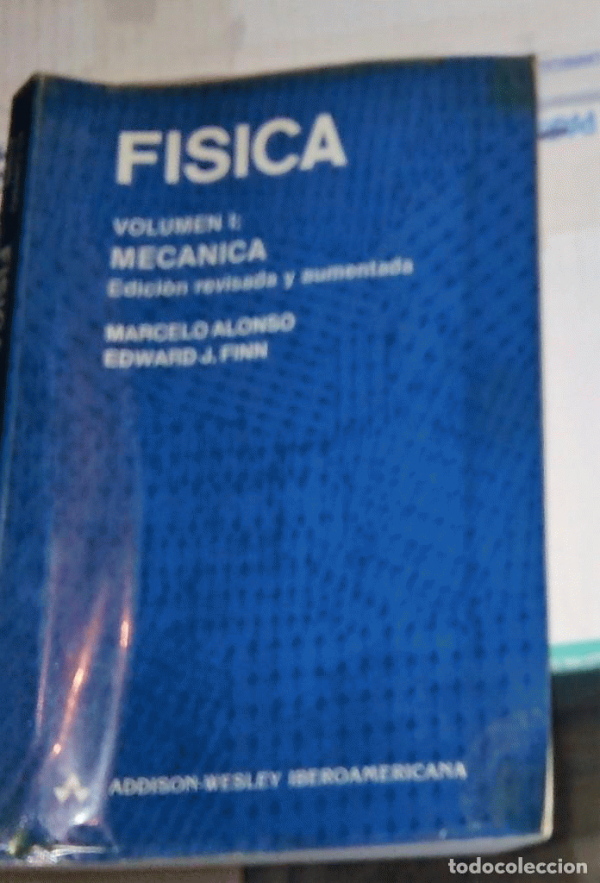 FISICA
VOLUMEN I:
MECANICA
Edición revisada y aumentada
MARCELO ALONSO
EDWARD J. FINN
ADDISON-WESLEY IBEROAMERICANA
todocoleccion